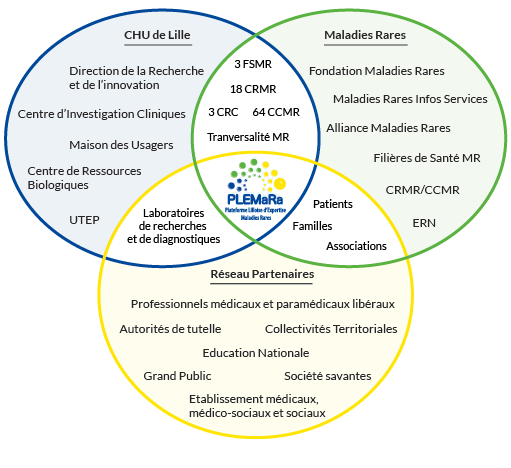 CHU de Lille
Direction de la Recherche
et de l'innovation
Centre d'Investigation Cliniques
Maison des Usagers
Centre de Ressources
Biologiques
UTEP
3 FSMR
18 CRMR
3 CRC 64 CCMR
Tranversalité MR
Maladies Rares
Fondation Maladies Rares
Maladies Rares Infos Services
Alliance Maladies Rares
Filières de Santé MR
CRMR/CCMR
ERN
PLEMaRa
Plateforme Lilloise d'Expertise
Maladies Rares
Laboratoires
de recherches
et de diagnostiques
Patients
Familles
Associations
Réseau Partenaires
Professionnels médicaux et paramédicaux libéraux
Autorités de tutelle Collectivités Territoriales
Education Nationale
Grand Public Société savantes
Etablissement médicaux,
médico-sociaux et sociaux